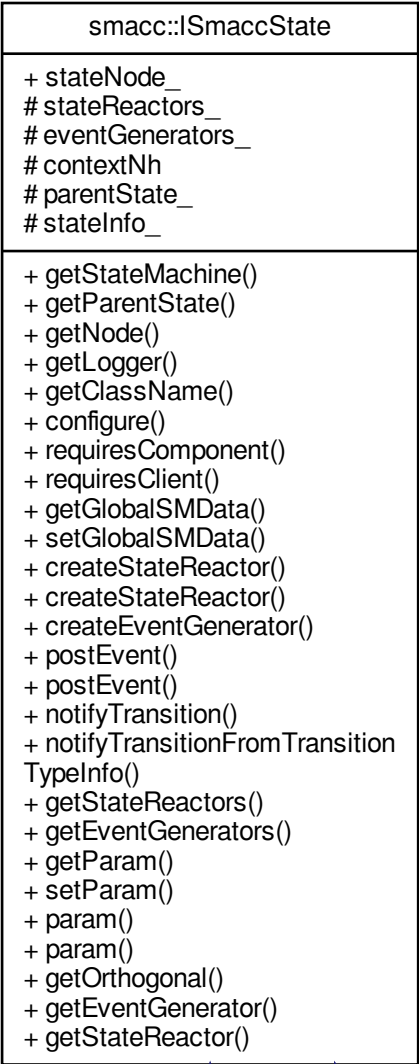 smacc::ISmaccState
+ stateNode_
# stateReactors_
# eventGenerators_
# contextNh
# parentState_
# stateInfo_
+ getStateMachine()
+ getParentState()
+ getNode()
+ getLogger()
+ getClassName()
+ configure()
+ requiresComponent()
+ requiresClient()
+ getGlobalSMData()
+ setGlobalSMData()
+ createStateReactor()
+ createStateReactor()
+ createEventGenerator()
+ postEvent()
+ postEvent()
+ notifyTransition()
+ notifyTransitionFromTransition
TypeInfo()
+ getStateReactors()
+ getEventGenerators()
+ getParam()
+ setParam()
+ param()
+ param()
+ getOrthogonal()
+ getEventGenerator()
+ getStateReactor()